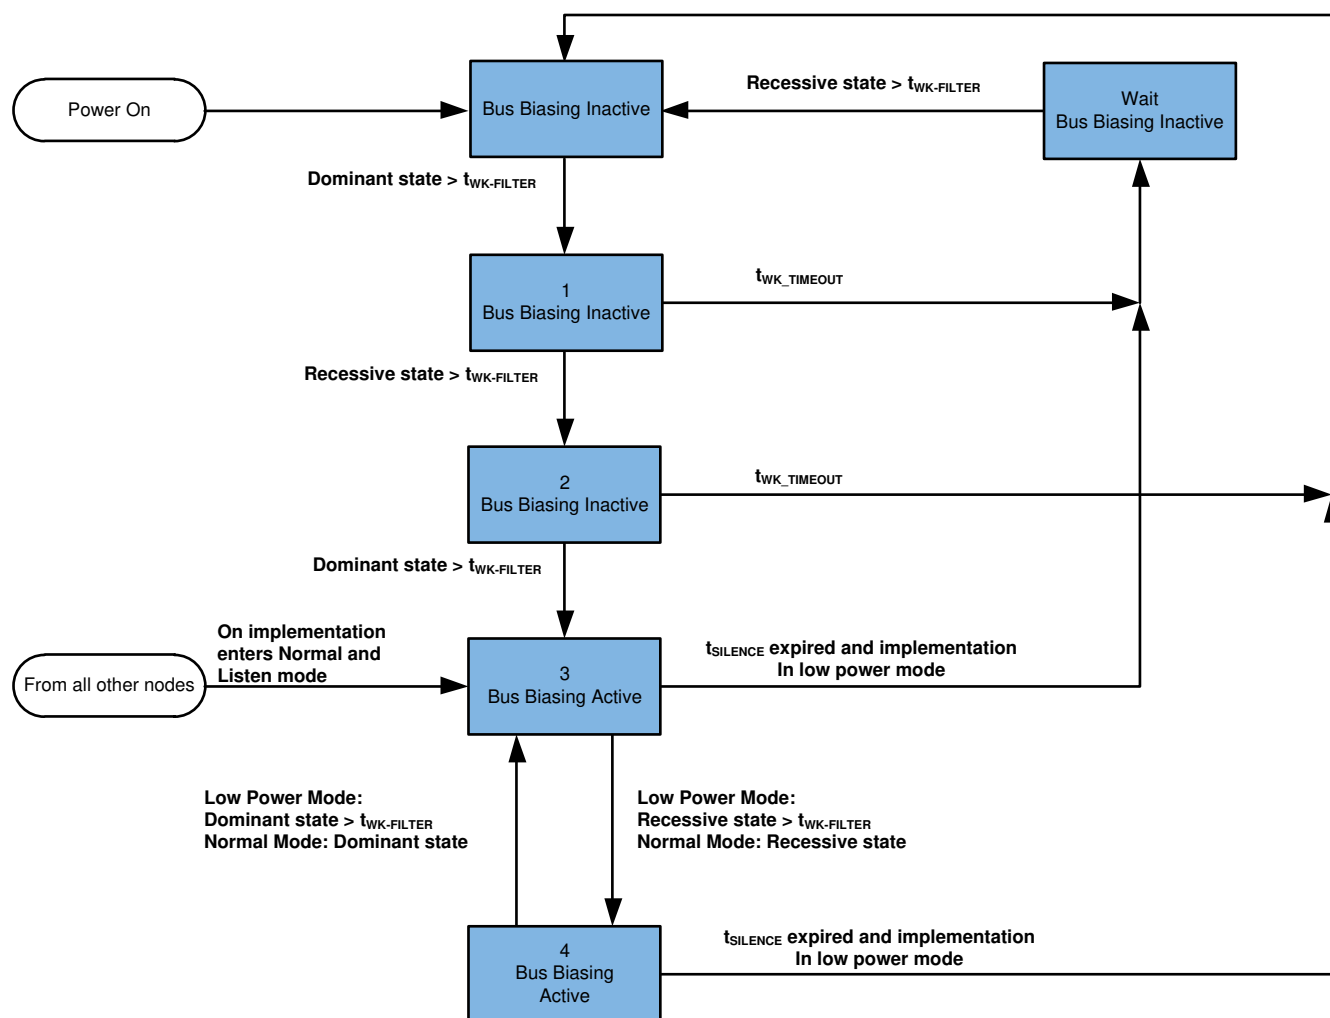 Power On
Bus Biasing Inactive
Recessive state > tWK-FILTER
Wait
Bus Biasing Inactive
Dominant state > tWK-FILTER
1
Bus Biasing Inactive
tWK_TIMEOUT
Recessive state > tWK-FILTER
2
Bus Biasing Inactive
tWK_TIMEOUT
Dominant state > tWK-FILTER
From all other nodes
On implementation
enters Normal and
Listen mode
3
Bus Biasing Active
tSILENCE expired and implementation
In low power mode
Low Power Mode:
Dominant state > tWK-FILTER
Normal Mode: Dominant state
Low Power Mode:
Recessive state > tWK-FILTER
Normal Mode: Recessive state
4
Bus Biasing
Active
tSILENCE expired and implementation
In low power mode